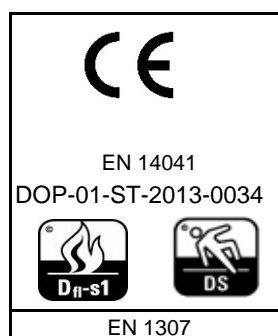 CE
EN 14041
DOP-01-ST-2013-0034
© ©
Dfl-s1 DS
EN 1307